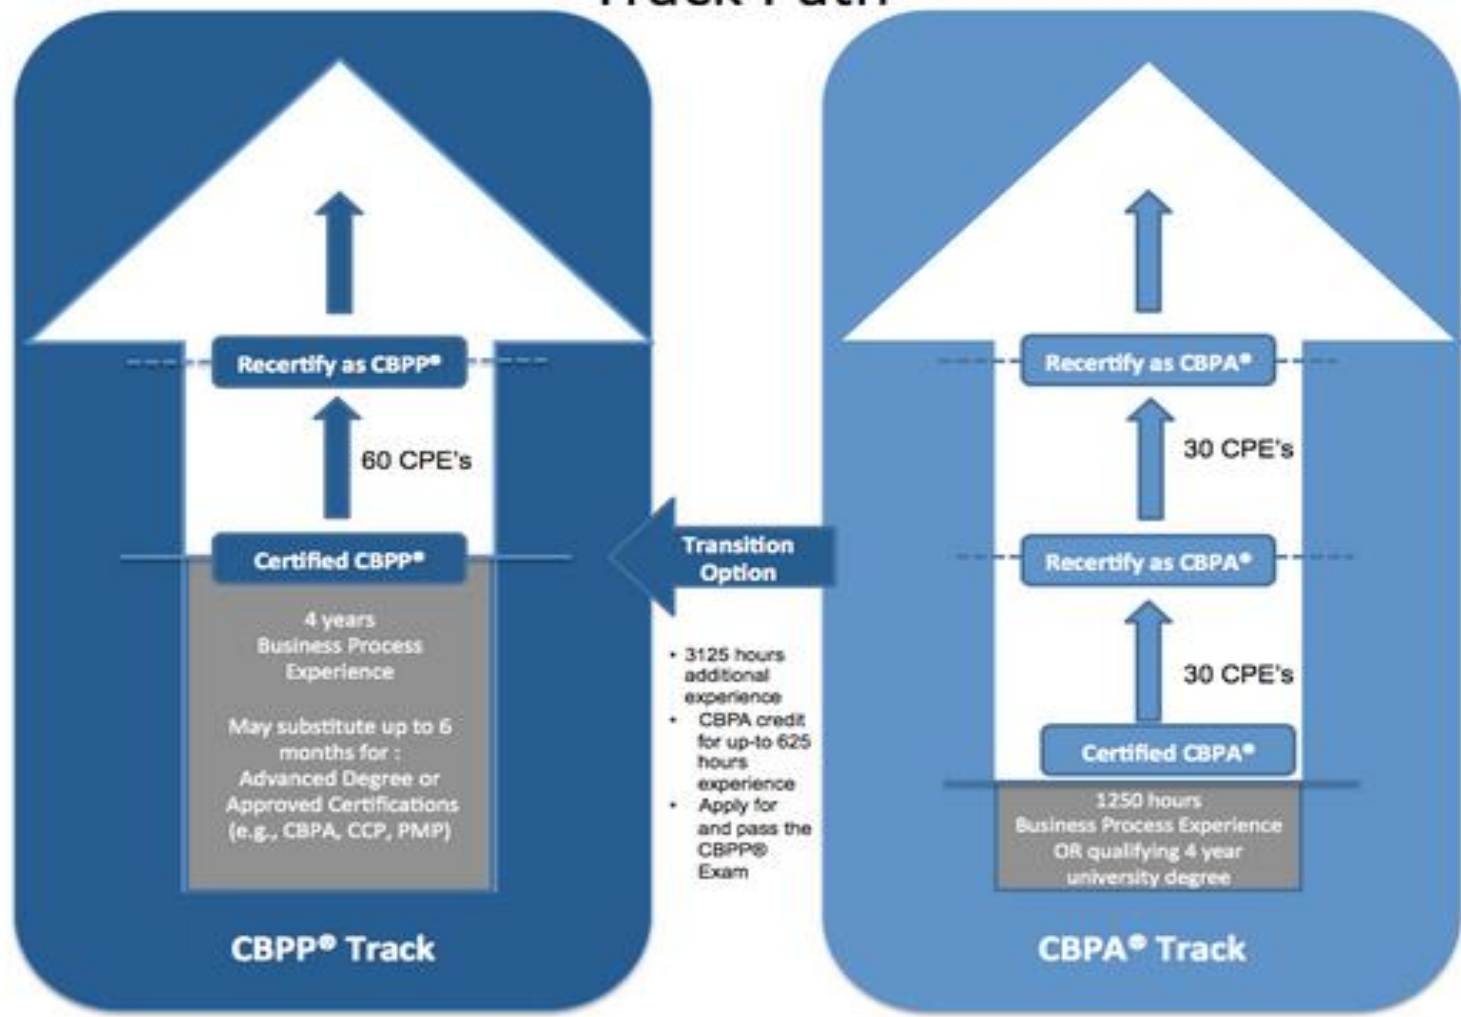 Track Path
Recertify as CBPP®
60 CPE's
Certified CBPP®
4 years
Business Process
Experience
May substitute up to 6
months for :
Advanced Degree or
Approved Certifications
(e.g., CBPA, CCP, PMP)
CBPP® Track
Transition
Option
• 3125 hours
additional
experience
• CBPA credit
for up-to 625
hours
experience
• Apply for
and pass the
CBPP®
Exam
Recertify as CBPA®
30 CPE's
Recertify as CBPA®
30 CPE's
Certified CBPA®
1250 hours
Business Process Experience
OR qualifying 4 year
university degree
CBPA® Track